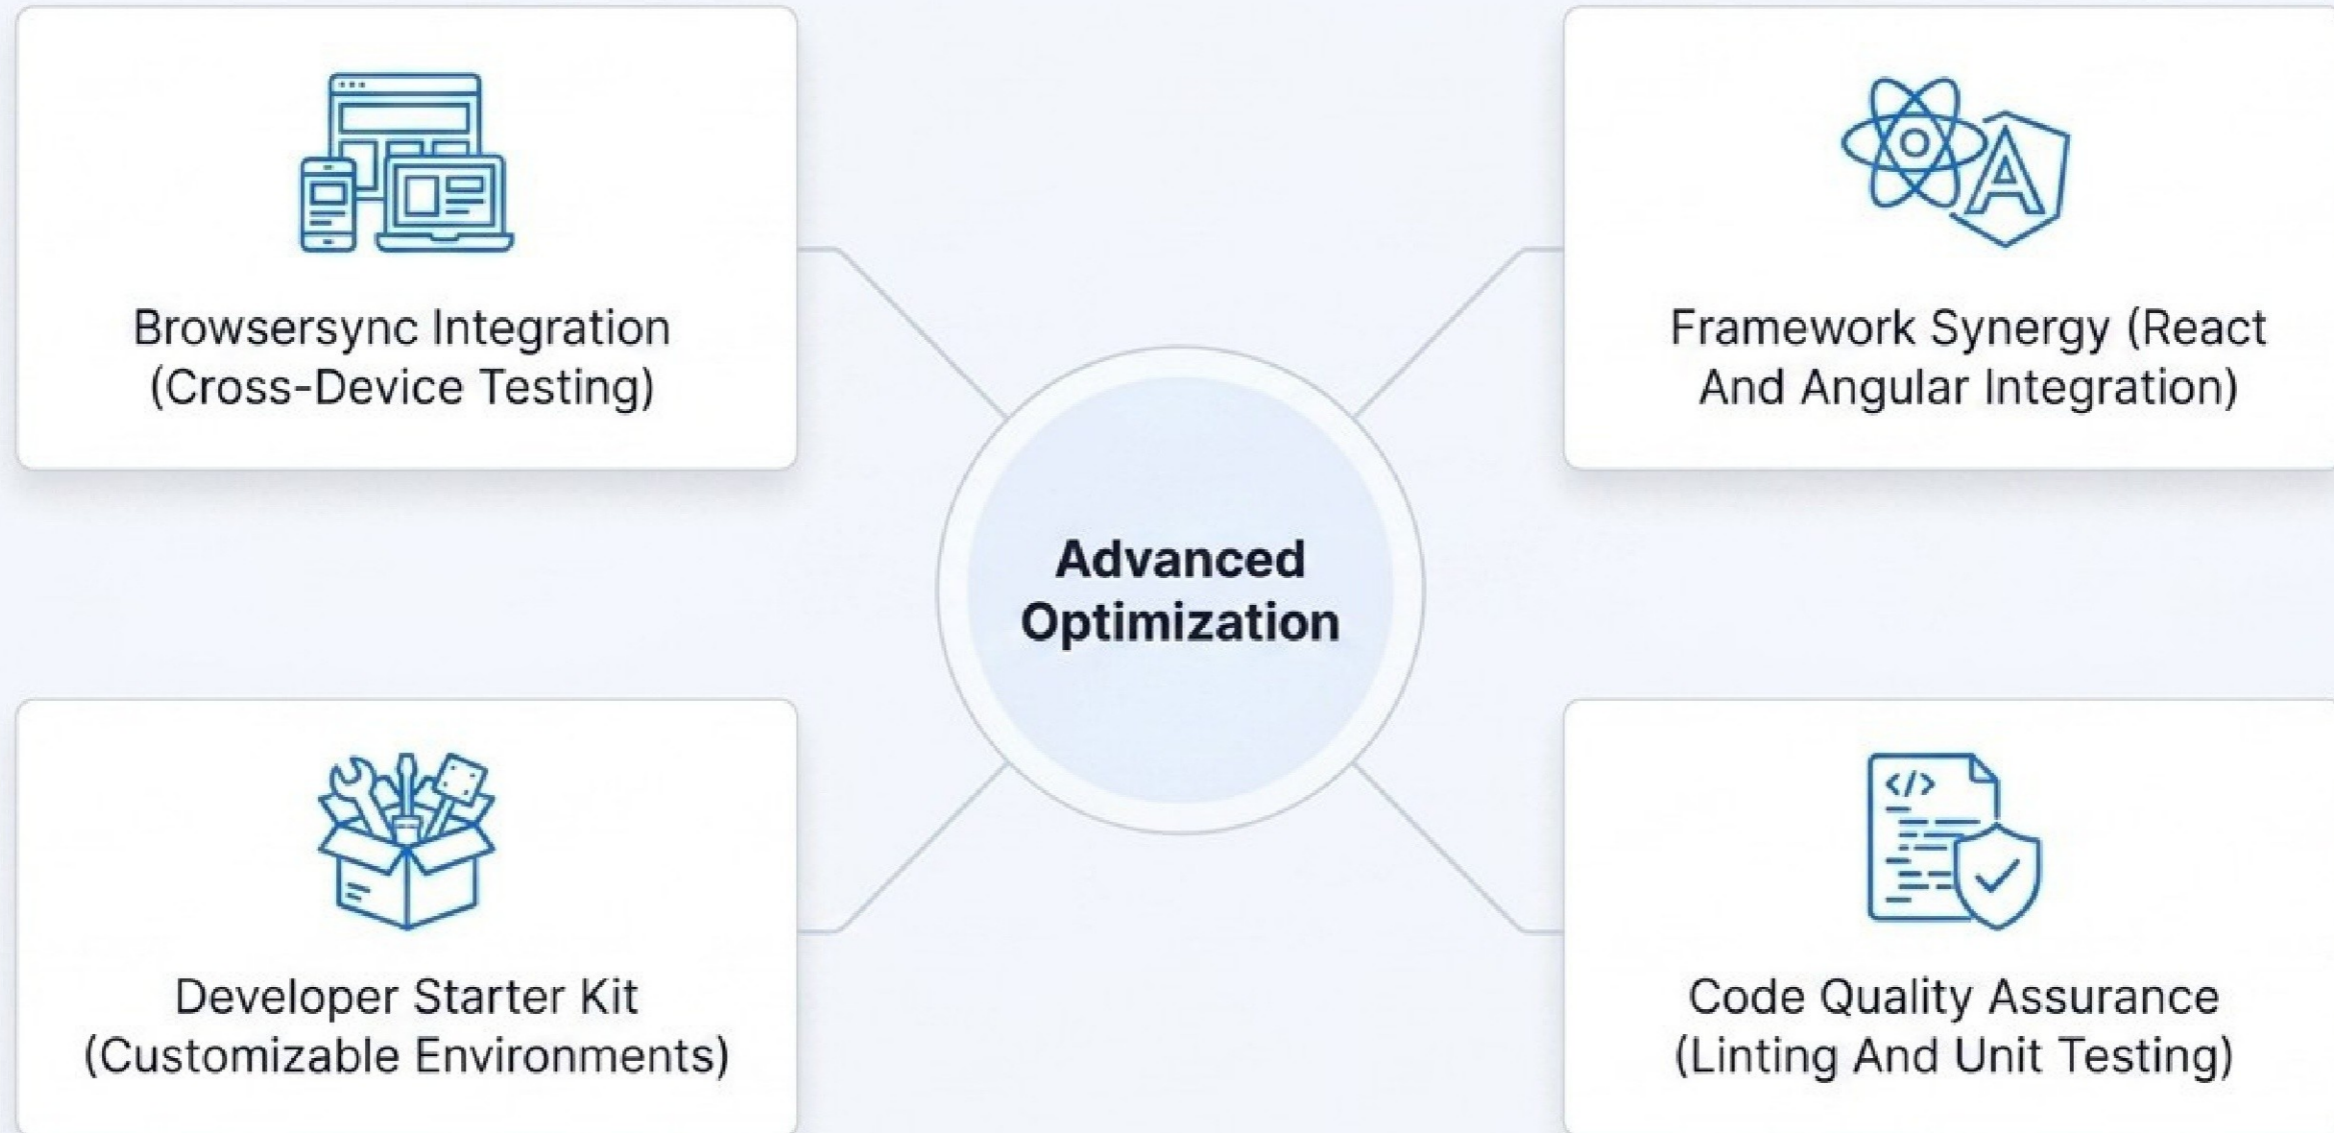 Browsersync Integration
(Cross-Device Testing)
Framework Synergy (React
And Angular Integration)
Advanced
Optimization
Developer Starter Kit
(Customizable Environments)
</>
Code Quality Assurance
(Linting And Unit Testing)